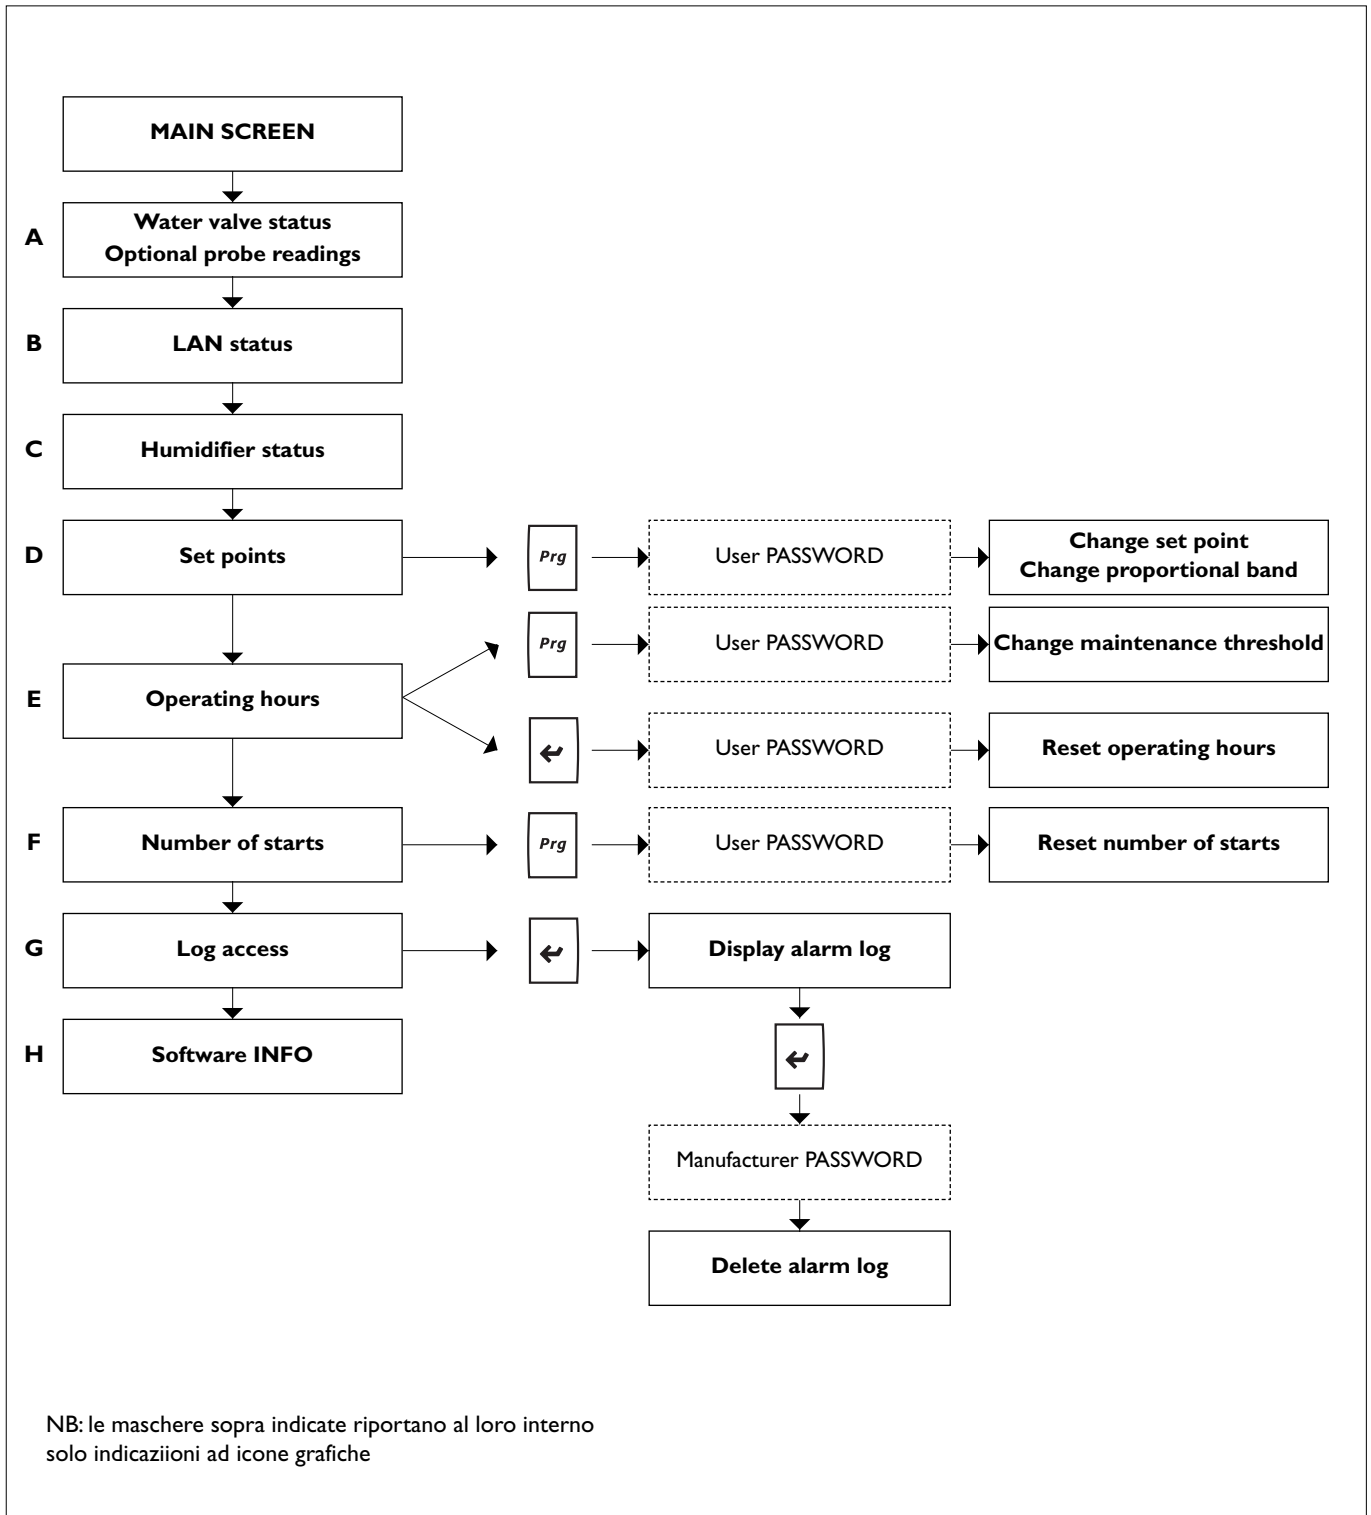 MAIN SCREEN
A
Water valve status
Optional probe readings
B
LAN status
C
Humidifier status
D
Set points
Prg
User PASSWORD
Change set point
Change proportional band
Prg
User PASSWORD
Change maintenance threshold
E
Operating hours
User PASSWORD
Reset operating hours
F
Number of starts
Prg
User PASSWORD
Reset number of starts
G
Log access
Display alarm log
H
Software INFO
Manufacturer PASSWORD
Delete alarm log
NB: le maschere sopra indicate riportano al loro interno
solo indicaziioni ad icone grafiche